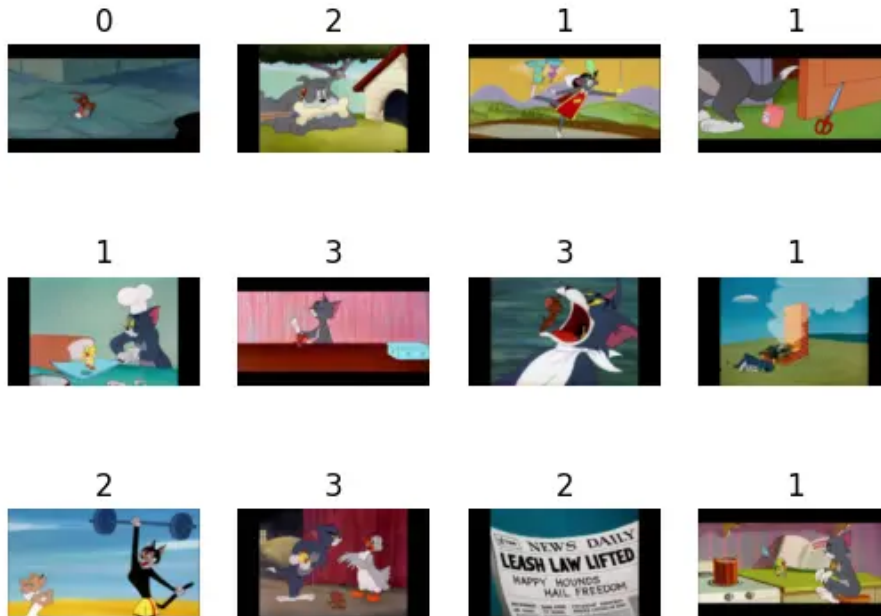 0 2 1 1
1 3 3 1
2 3 2 1
NEWS DAILY
LEASH LAW LIFTED
HAPPY HOUNDS
HAIL FREEDOM